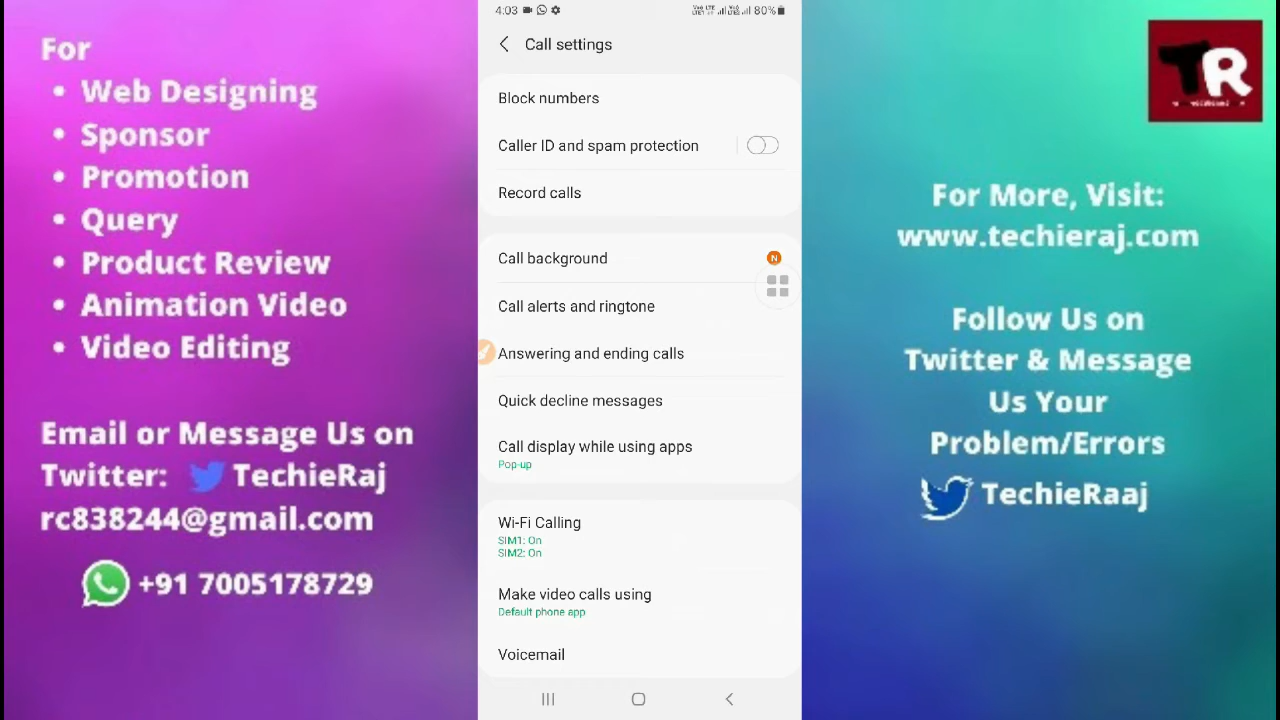 For
• Web Designing
• Sponsor
• Promotion
• Query
• Product Review
• Animation Video
• Video Editing
Email or Message Us on
Twitter: TechieRaj
rc838244@gmail.com
+91 7005178729
4:03
80%
Call settings
Block numbers
Caller ID and spam protection
Record calls
Call background
N
Call alerts and ringtone
Answering and ending calls
Quick decline messages
Call display while using apps
Pop-up
Wi-Fi Calling
SIM1: On
SIM2: On
Make video calls using
Default phone app
Voicemail
TR
For More, Visit:
www.techieraj.com
Follow Us on
Twitter & Message
Us Your
Problem/Errors
TechieRaaj